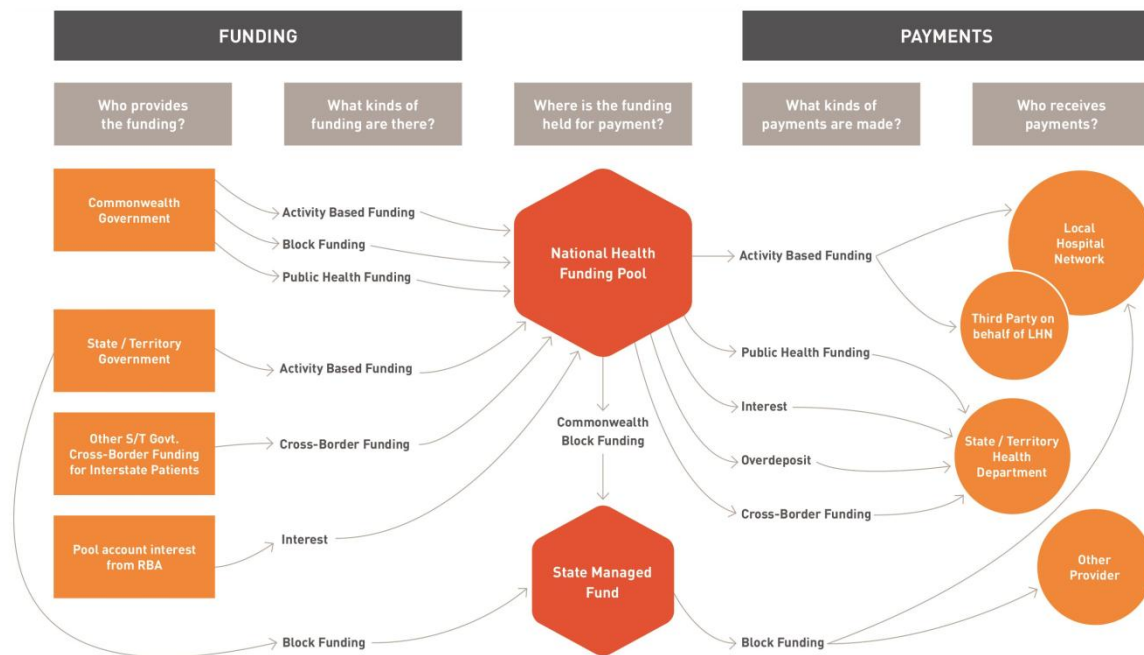 FUNDING
PAYMENTS
Who provides
the funding?
What kinds of
funding are there?
Where is the funding
held for payment?
What kinds of
payments are made?
Who receives
payments?
Commonwealth
Government
Activity Based Funding
Block Funding
Public Health Funding
State / Territory
Government
Activity Based Funding
Other S/T Govt.
Cross-Border Funding
for Interstate Patients
Cross-Border Funding
Pool account interest
from RBA
Interest
Block Funding
National Health
Funding Pool
Commonwealth
Block Funding
State Managed
Fund
Activity Based Funding
Public Health Funding
Interest
Overdeposit
Cross-Border Funding
Block Funding
Local
Hospital
Network
Third Party on
behalf of LHN
State / Territory
Health
Department
Other
Provider